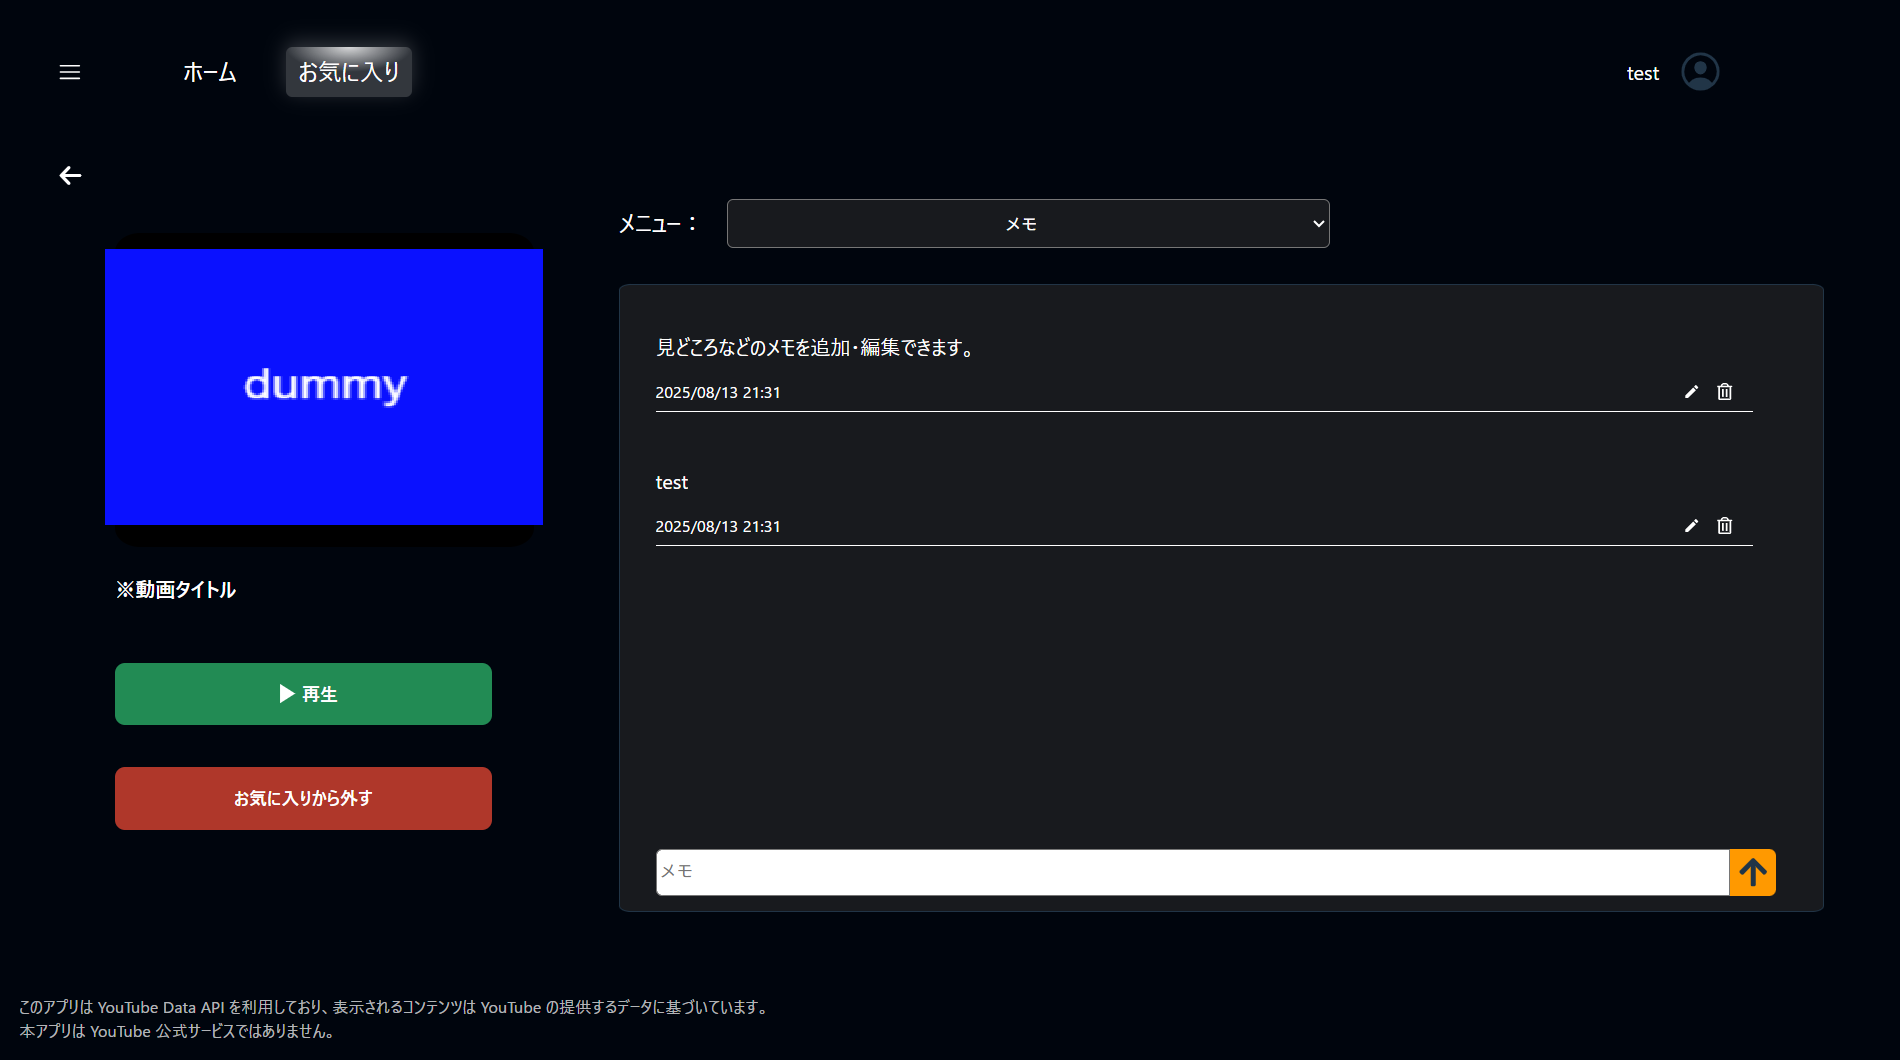 ホーム
お気に入り
test
メニュー：
メモ
dummy
※動画タイトル
再生
お気に入りから外す
見どころなどのメモを追加・編集できます。
2025/08/13 21:31
test
2025/08/13 21:31
メモ
このアプリは YouTube Data API を利用しており、表示されるコンテンツは YouTube の提供するデータに基づいています。
本アプリは YouTube 公式サービスではありません。